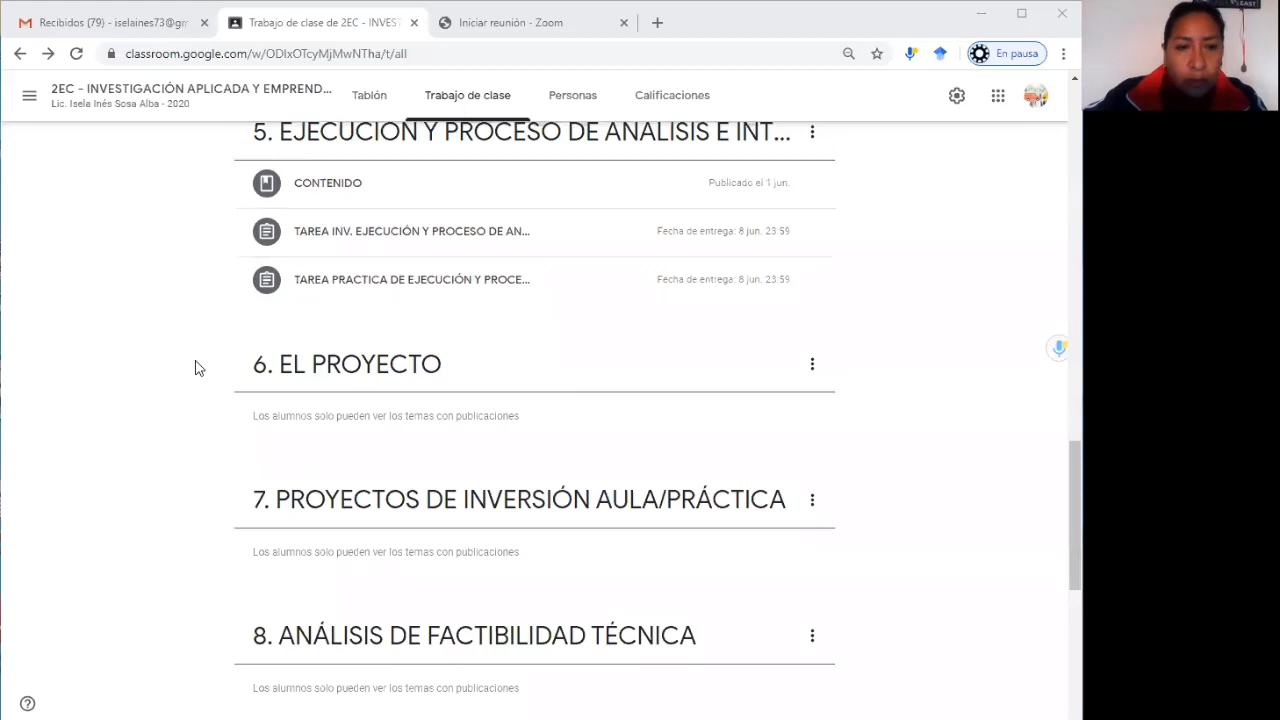 Recibidos (79) - iselaines73@gm
Trabajo de clase de 2EC - INVEST
Iniciar reunión - Zoom
classroom.google.com/w/ODIxOTcyMjMwNTha/t/all
En pausa
2EC - INVESTIGACIÓN APLICADA Y EMPREND...
Lic. Isela Inés Sosa Alba - 2020
Tablón
Trabajo de clase
Personas
Calificaciones
5. EJECUCIÓN Y PROCESO DE ANÁLISIS E INT...
CONTENIDO
Publicado el 1 jun.
TAREA INV. EJECUCIÓN Y PROCESO DE AN...
Fecha de entrega: 8 jun. 23:59
TAREA PRACTICA DE EJECUCIÓN Y PROCE...
Fecha de entrega: 8 jun. 23:59
6. EL PROYECTO
Los alumnos solo pueden ver los temas con publicaciones
7. PROYECTOS DE INVERSIÓN AULA/PRÁCTICA
Los alumnos solo pueden ver los temas con publicaciones
8. ANÁLISIS DE FACTIBILIDAD TÉCNICA
Los alumnos solo pueden ver los temas con publicaciones
EAST